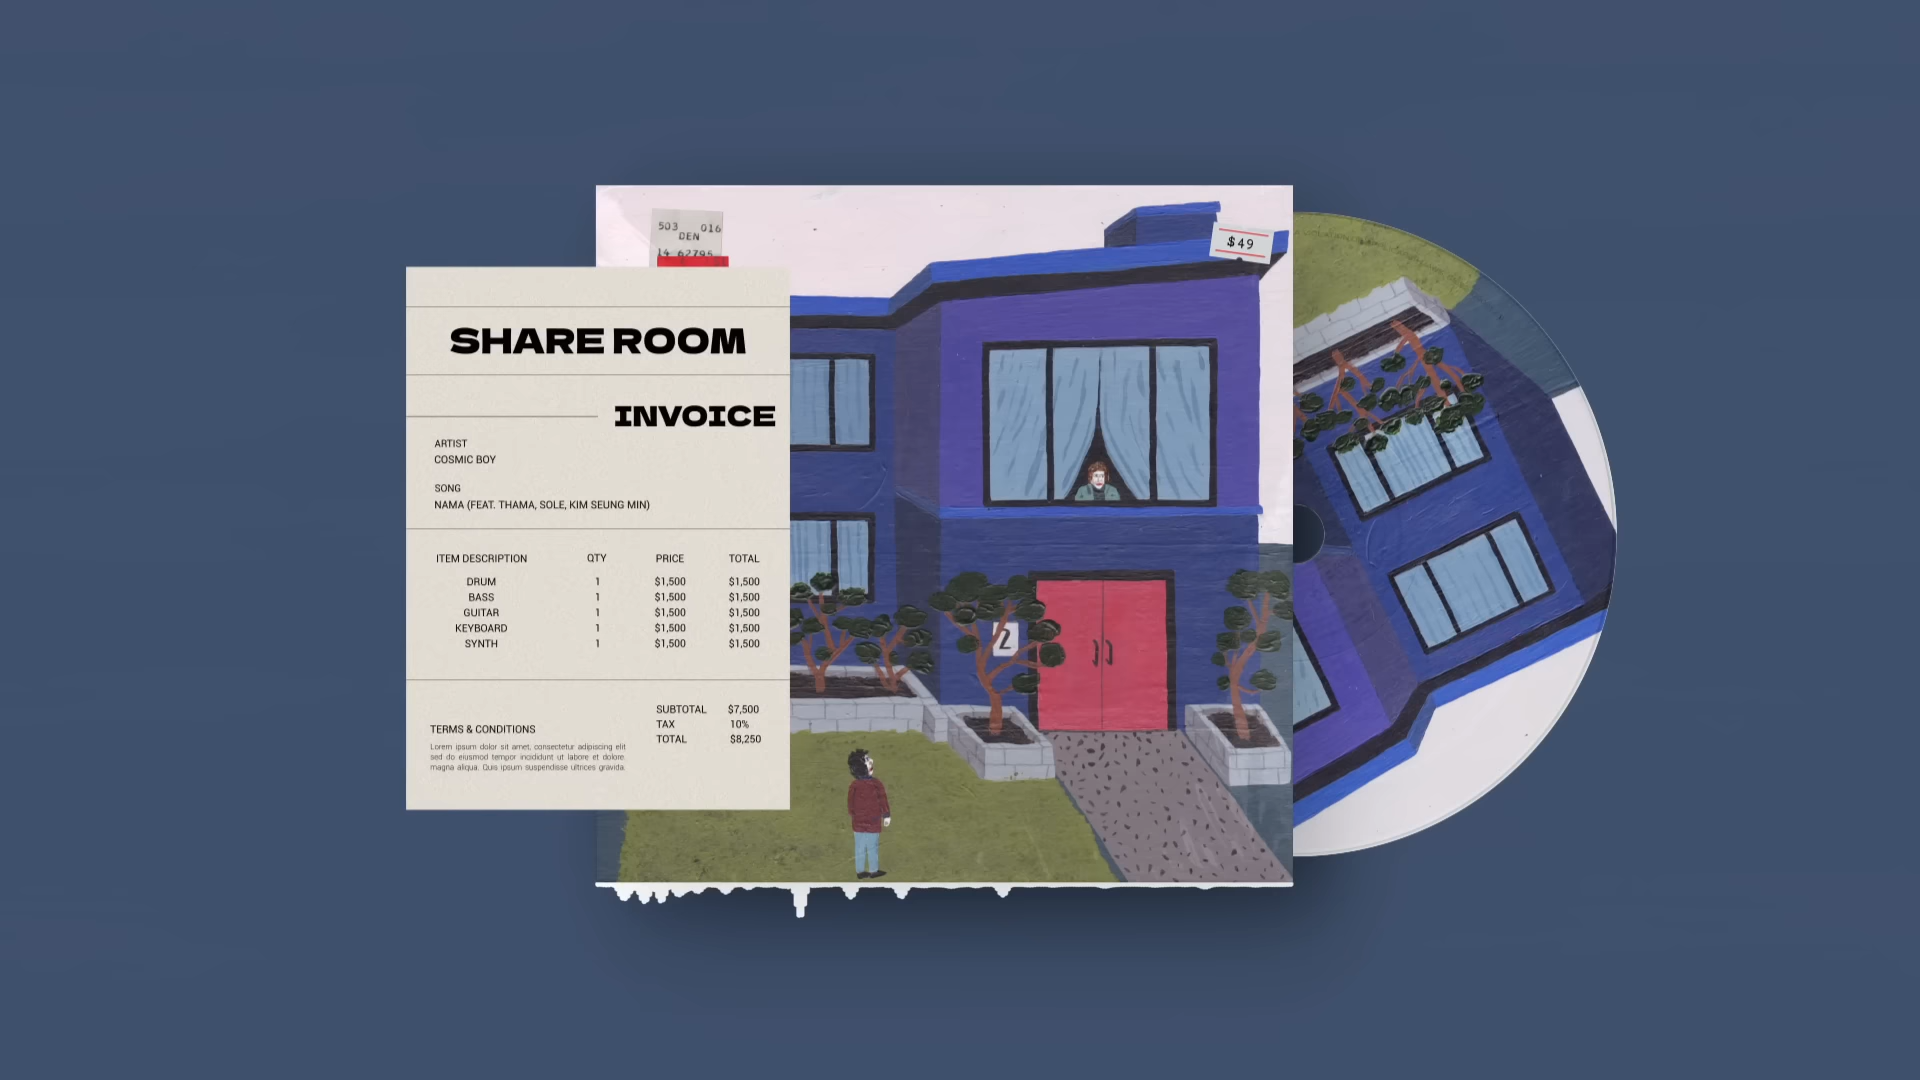 503 016
DEN
14 62795
$49
SHARE ROOM
INVOICE
ARTIST
COSMIC BOY
SONG
NAMA (FEAT. THAMA, SOLE, KIM SEUNG MIN)
ITEM DESCRIPTION QTY PRICE TOTAL
DRUM 1 $1,500 $1,500
BASS 1 $1,500 $1,500
GUITAR 1 $1,500 $1,500
KEYBOARD 1 $1,500 $1,500
SYNTH 1 $1,500 $1,500
SUBTOTAL $7,500
TAX 10%
TOTAL $8,250
TERMS & CONDITIONS
Lorem ipsum dolor sit amet, consectetur adipiscing elit
sed do eiusmod tempor incididunt ut labore et dolore.
magna aliqua. Quis ipsum suspendisse ultrices gravida.
2